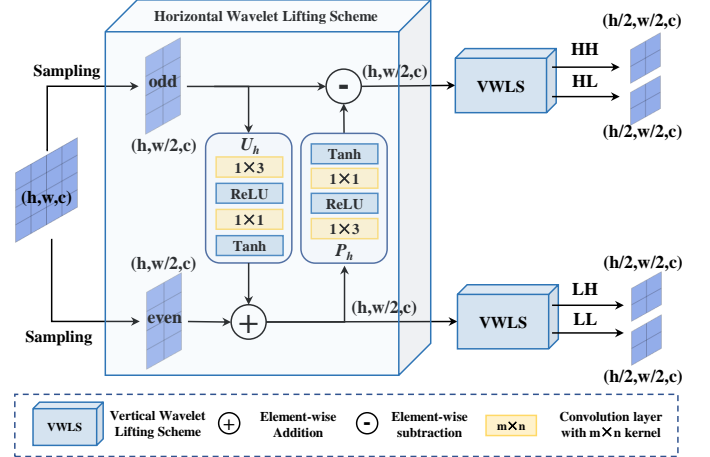 Horizontal Wavelet Lifting Scheme
Sampling
odd
(h,w/2,c)
(h,w,c)
Sampling
(h,w/2,c)
even
U_h
1×3
ReLU
1×1
Tanh
+
-
Tanh
1×1
ReLU
1×3
P_h
(h,w/2,c)
(h,w/2,c)
VWLS
HH
HL
(h/2,w/2,c)
(h/2,w/2,c)
VWLS
LH
LL
(h/2,w/2,c)
(h/2,w/2,c)
VWLS
Vertical Wavelet
Lifting Scheme
+
Element-wise
Addition
-
Element-wise
subtraction
m×n
Convolution layer
with m×n kernel